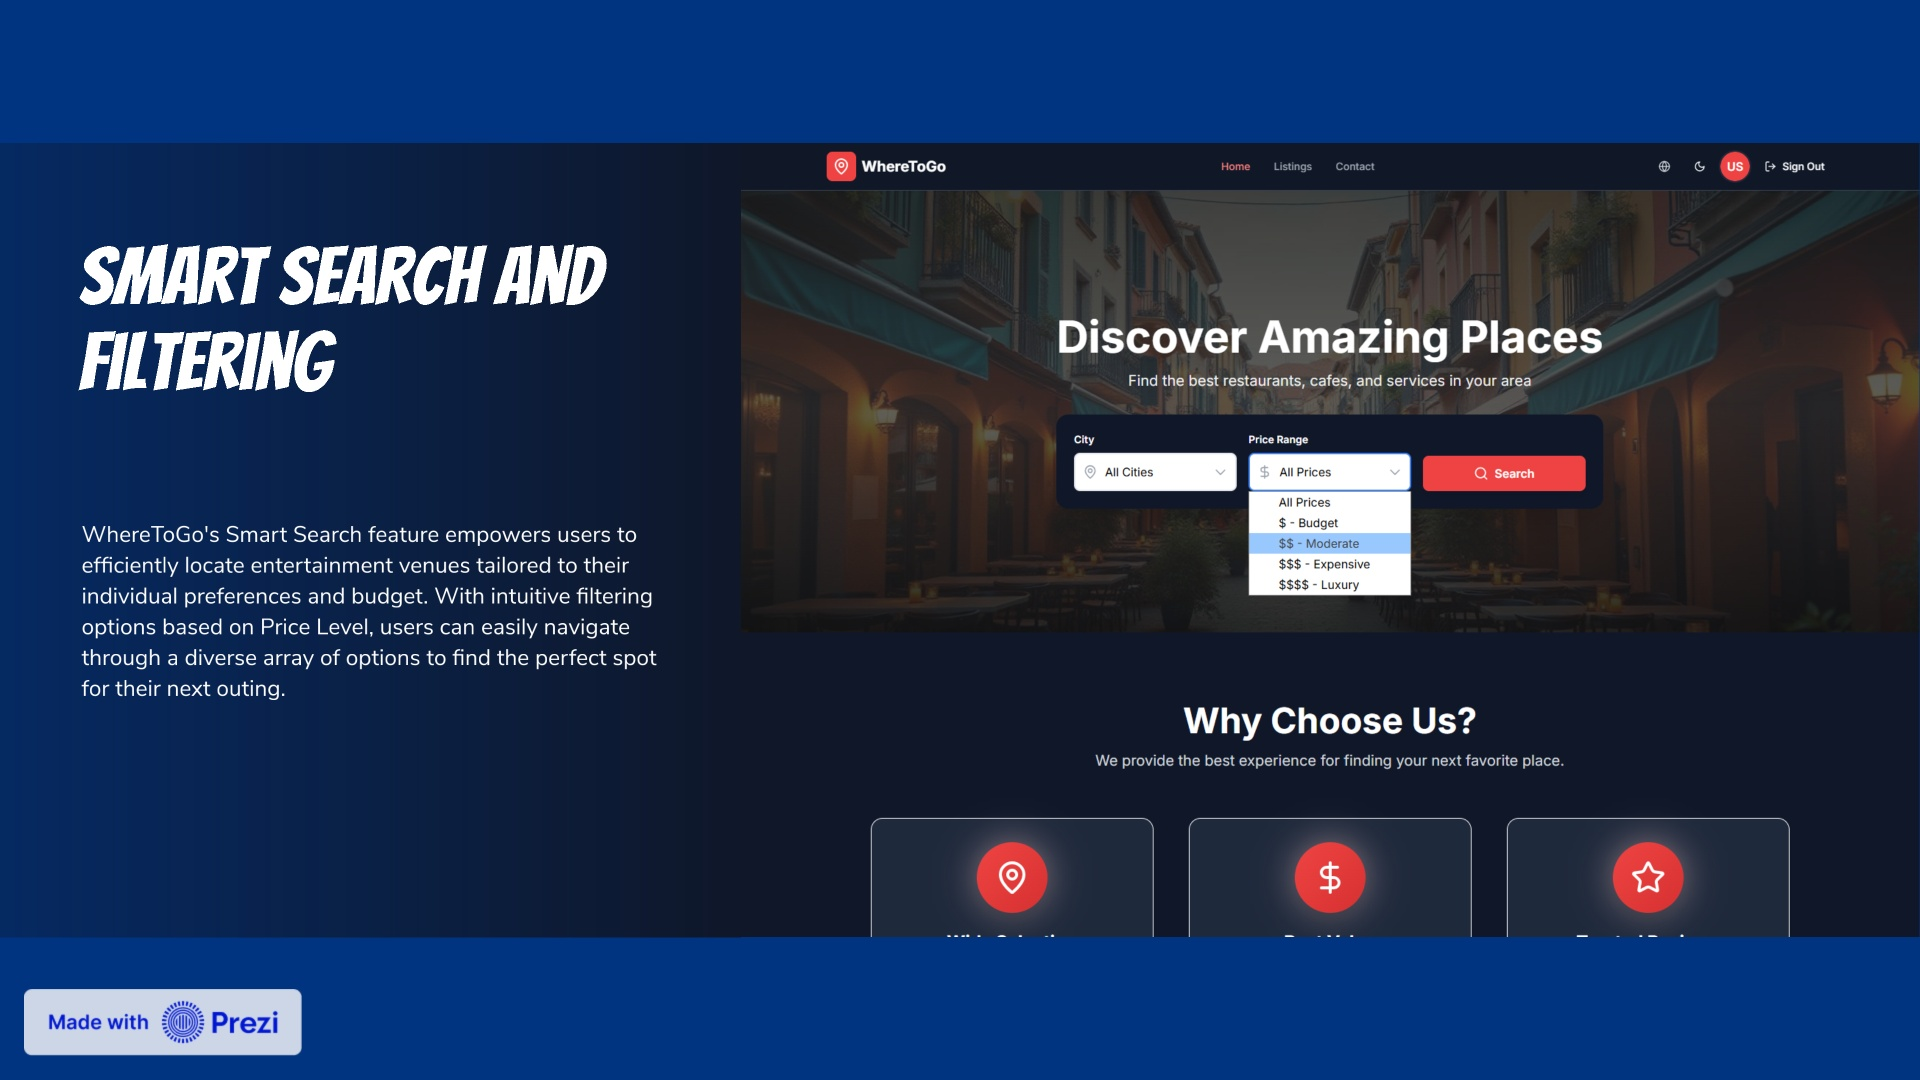 SMART SEARCH AND
FILTERING
WhereToGo's Smart Search feature empowers users to
efficiently locate entertainment venues tailored to their
individual preferences and budget. With intuitive filtering
options based on Price Level, users can easily navigate
through a diverse array of options to find the perfect spot
for their next outing.
WhereToGo
Home Listings Contact
US Sign Out
Discover Amazing Places
Find the best restaurants, cafes, and services in your area
City Price Range
All Cities $ All Prices Search
All Prices
$ - Budget
$$ - Moderate
$$$ - Expensive
$$$$ - Luxury
Why Choose Us?
We provide the best experience for finding your next favorite place.
$
Made with Prezi